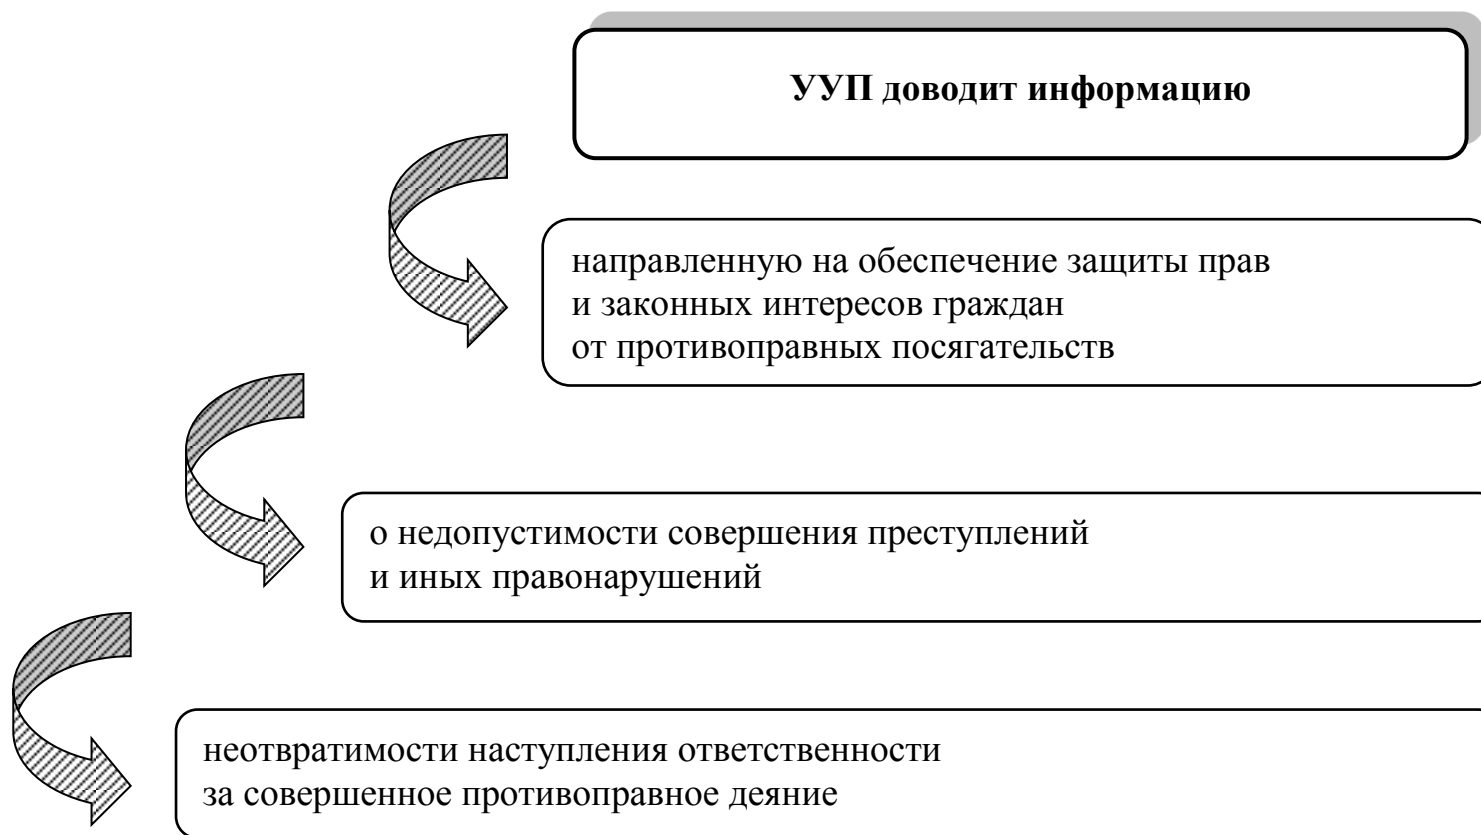 УУП доводит информацию
направленную на обеспечение защиты прав
и законных интересов граждан
от противоправных посягательств
о недопустимости совершения преступлений
и иных правонарушений
неотвратимости наступления ответственности
за совершенное противоправное деяние